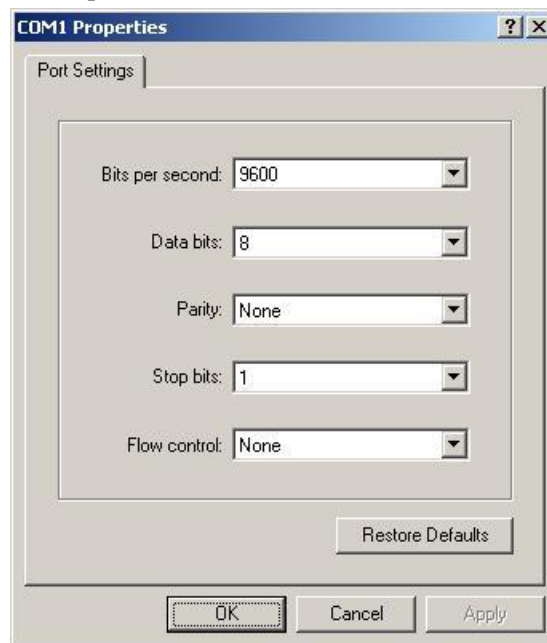 COM1 Properties
Port Settings
Bits per second: 9600
Data bits: 8
Parity: None
Stop bits: 1
Flow control: None
Restore Defaults
OK Cancel Apply